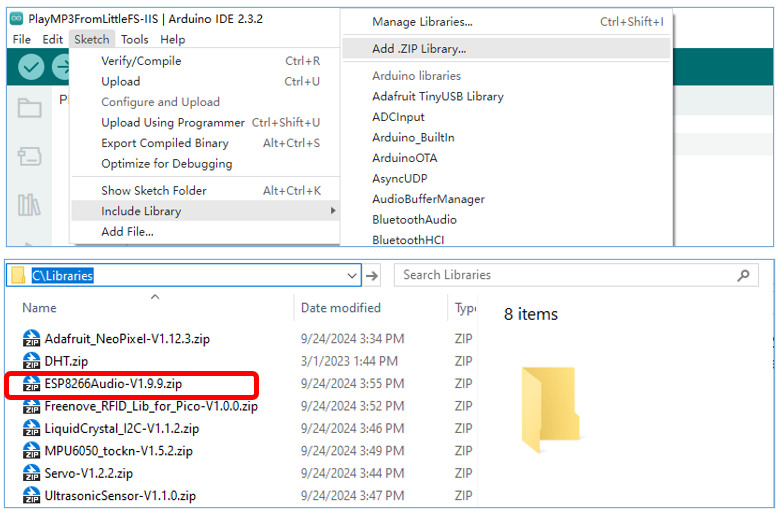 PlayMP3FromLittleFS-IIS | Arduino IDE 2.3.2
File Edit Sketch Tools Help
Verify/Compile Ctrl+R
Upload Ctrl+U
Configure and Upload
Upload Using Programmer Ctrl+Shift+U
Export Compiled Binary Alt+Ctrl+S
Optimize for Debugging
Show Sketch Folder Alt+Ctrl+K
Include Library
Add File...
Manage Libraries... Ctrl+Shift+I
Add .ZIP Library...
Arduino libraries
Adafruit TinyUSB Library
ADCInput
Arduino_BuiltIn
ArduinoOTA
AsyncUDP
AudioBufferManager
BluetoothAudio
BluetoothHCI
C\Libraries Search Libraries
Name Date modified Type
8 items
Adafruit_NeoPixel-V1.12.3.zip 9/24/2024 3:34 PM ZIP
DHT.zip 3/1/2023 1:44 PM ZIP
ESP8266Audio-V1.9.9.zip 9/24/2024 3:55 PM ZIP
Freenove_RFID_Lib_for_Pico-V1.0.0.zip 9/24/2024 3:52 PM ZIP
LiquidCrystal_I2C-V1.1.2.zip 9/24/2024 3:46 PM ZIP
MPU6050_tockn-V1.5.2.zip 9/24/2024 3:50 PM ZIP
Servo-V1.2.2.zip 9/24/2024 3:44 PM ZIP
UltrasonicSensor-V1.1.0.zip 9/24/2024 3:47 PM ZIP